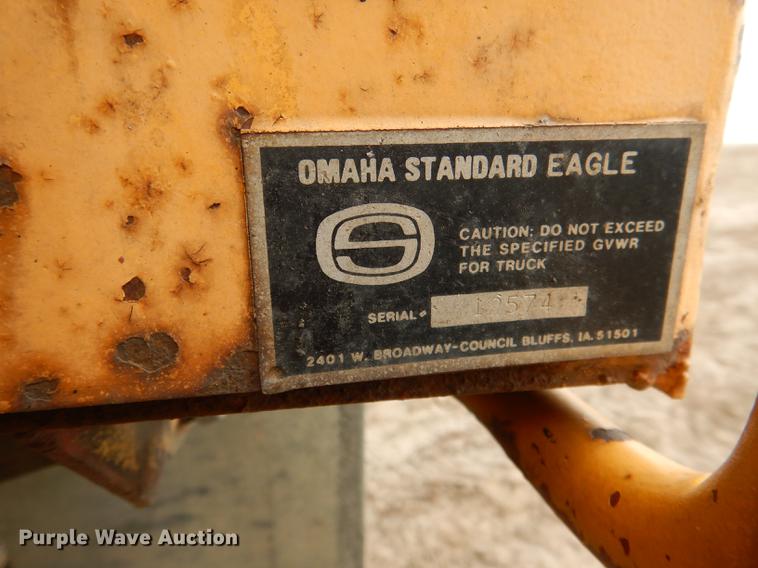 OMAHA STANDARD EAGLE
CAUTION: DO NOT EXCEED
THE SPECIFIED GVWR
FOR TRUCK
SERIAL
2401 W. BROADWAY-COUNCIL BLUFFS, IA. 51501
Purple Wave Auction